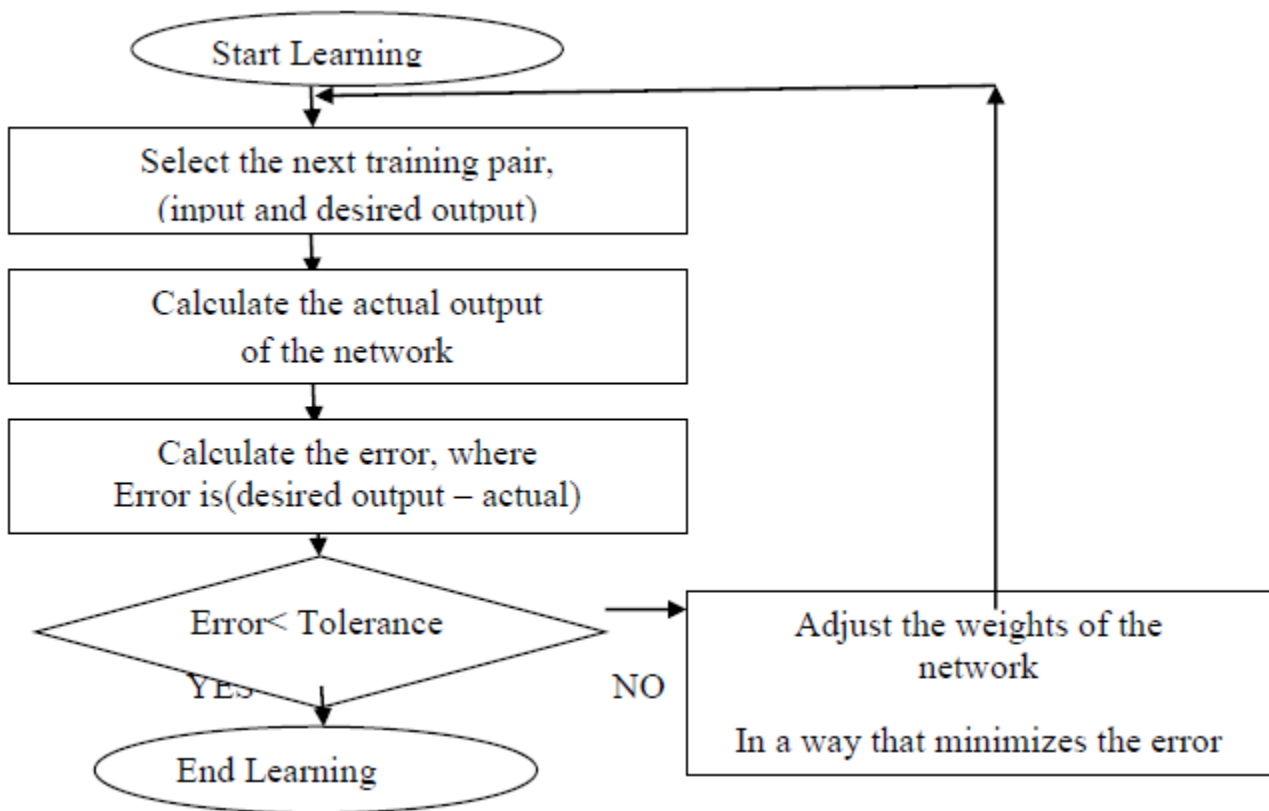 Start Learning
Select the next training pair,
(input and desired output)
Calculate the actual output
of the network
Calculate the error, where
Error is(desired output – actual)
Error< Tolerance
YES
NO
Adjust the weights of the
network
In a way that minimizes the error
End Learning